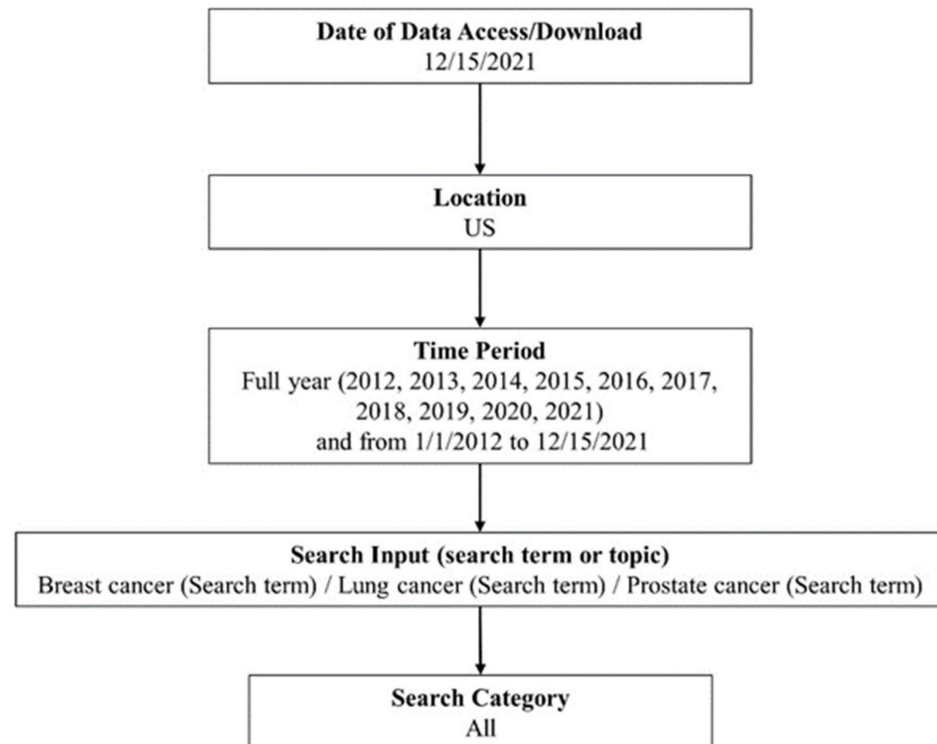 Date of Data Access/Download
12/15/2021
Location
US
Time Period
Full year (2012, 2013, 2014, 2015, 2016, 2017,
2018, 2019, 2020, 2021)
and from 1/1/2012 to 12/15/2021
Search Input (search term or topic)
Breast cancer (Search term) / Lung cancer (Search term) / Prostate cancer (Search term)
Search Category
All